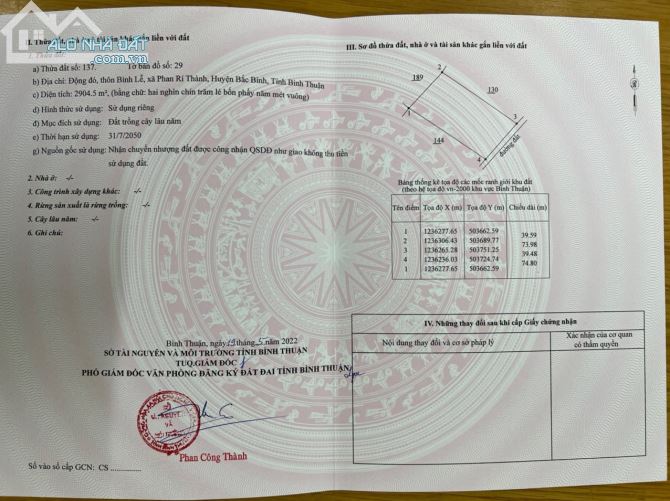 ALO NHÀ ĐẤT
.com.vn
II. Thửa đất, nhà ở và tài sản khác gắn liền với đất
1. Thửa đất:
a) Thửa đất số: 137. Tờ bản đồ số: 29
b) Địa chỉ: Động đó, thôn Bình Lễ, xã Phan Rí Thành, Huyện Bắc Bình, Tỉnh Bình Thuận
c) Diện tích: 2904.5 m², (bằng chữ: hai nghìn chín trăm lẻ bốn phẩy năm mét vuông)
d) Hình thức sử dụng: Sử dụng riêng
đ) Mục đích sử dụng: Đất trồng cây lâu năm
e) Thời hạn sử dụng: 31/7/2050
g) Nguồn gốc sử dụng: Nhận chuyển nhượng đất được công nhận QSDĐ như giao không thu tiền
sử dụng đất.
2. Nhà ở: -/-
3. Công trình xây dựng khác: -/-
4. Rừng sản xuất là rừng trồng: -/-
5. Cây lâu năm: -/-
6. Ghi chú:
Bình Thuận, ngày 19 tháng 5 năm 2022
SỞ TÀI NGUYÊN VÀ MÔI TRƯỜNG TỈNH BÌNH THUẬN
TUQ.GIÁM ĐỐC
PHÓ GIÁM ĐỐC VĂN PHÒNG ĐĂNG KÝ ĐẤT ĐAI TỈNH BÌNH THUẬN
Phan Công Thành
Số vào sổ cấp GCN: CS ............
III. Sơ đồ thửa đất, nhà ở và tài sản khác gắn liền với đất
2
189
130
1
3
144
4
đường đất
Bảng thống kê tọa độ các mốc ranh giới khu đất
(theo hệ tọa độ vn-2000 khu vực Bình Thuận)
Tên điểm Tọa độ X (m) Tọa độ Y (m) Chiều dài (m)
1 1236277.65 503662.59
39.59
2 1236306.43 503689.77
73.98
3 1236265.28 503751.25
39.48
4 1236236.03 503724.74
74.80
1 1236277.65 503662.59
IV. Những thay đổi sau khi cấp Giấy chứng nhận
Nội dung thay đổi và cơ sở pháp lý
Xác nhận của cơ quan
có thẩm quyền